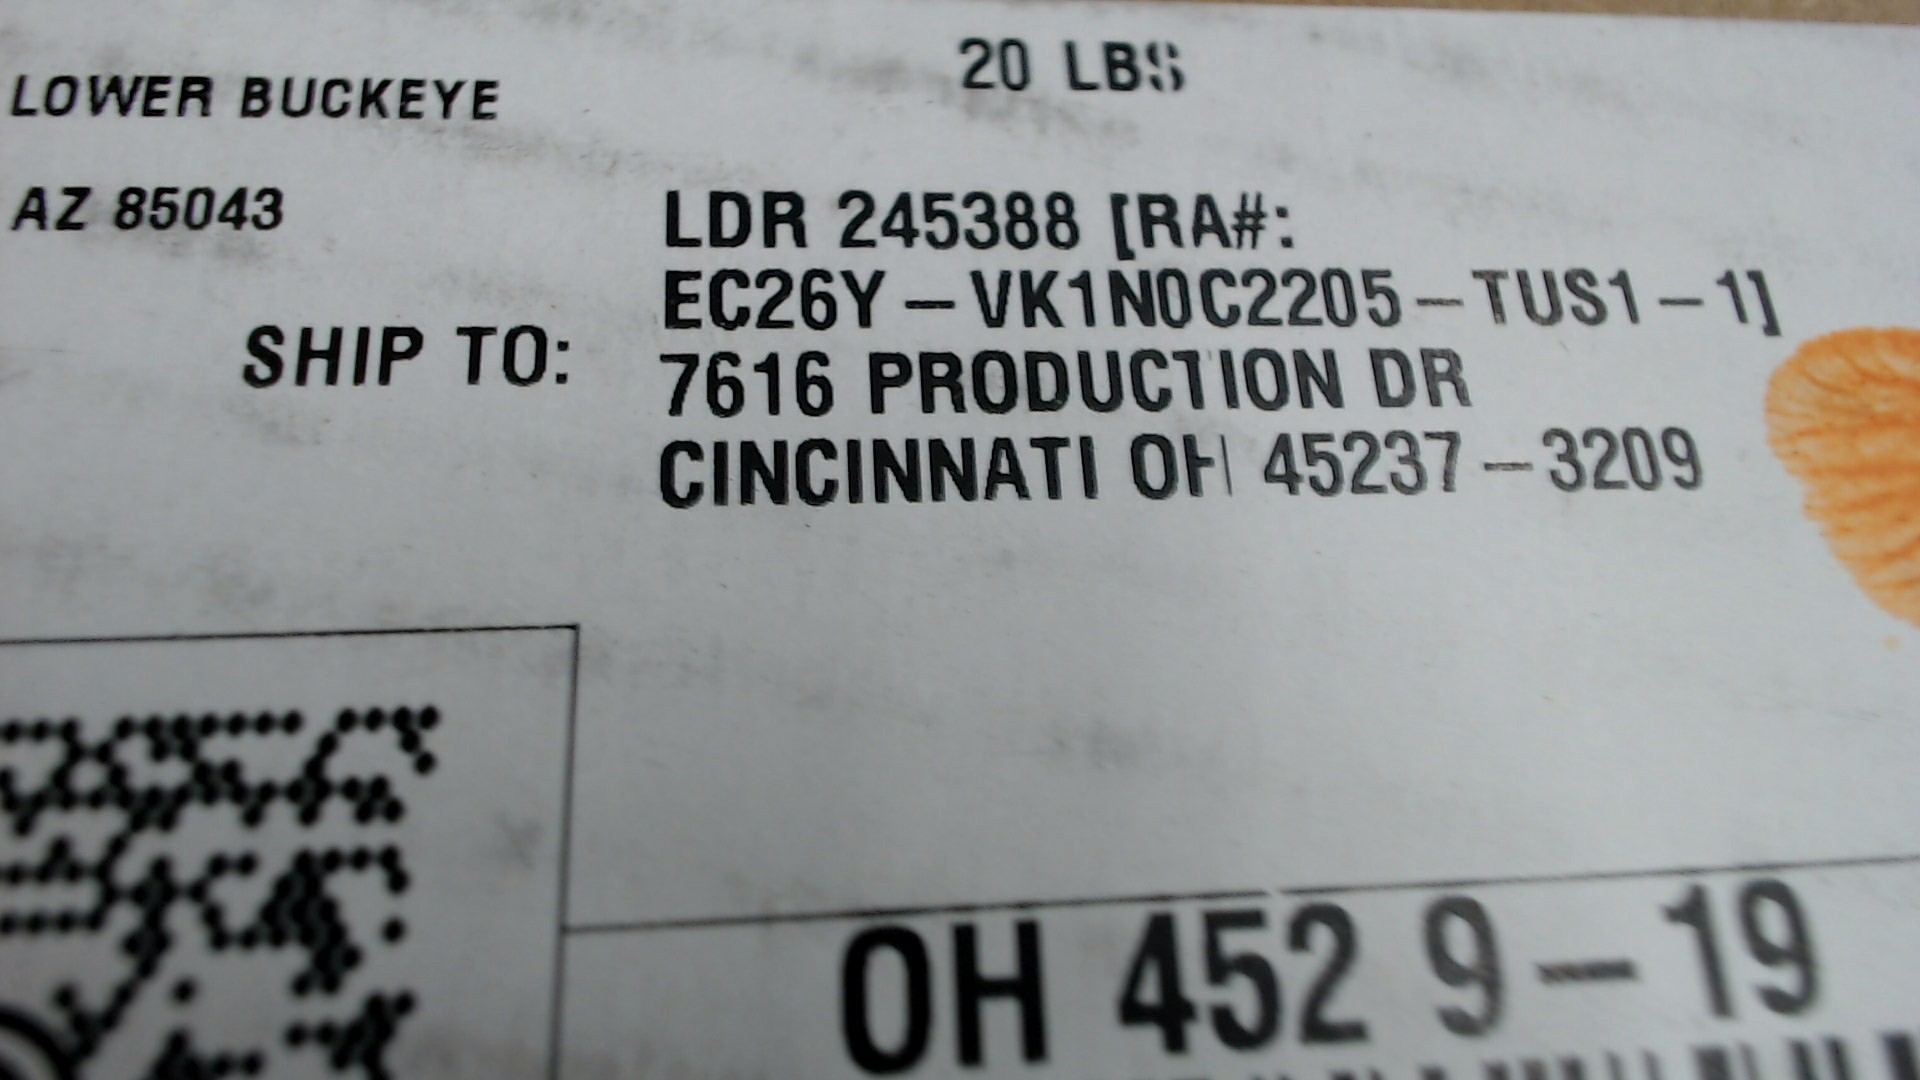 20 LBS
LOWER BUCKEYE
AZ 85043
LDR 245388 [RA#:
EC26Y-VK1N0C2205-TUS1-1]
SHIP TO:
7616 PRODUCTION DR
CINCINNATI OH 45237-3209
OH 452 9-19